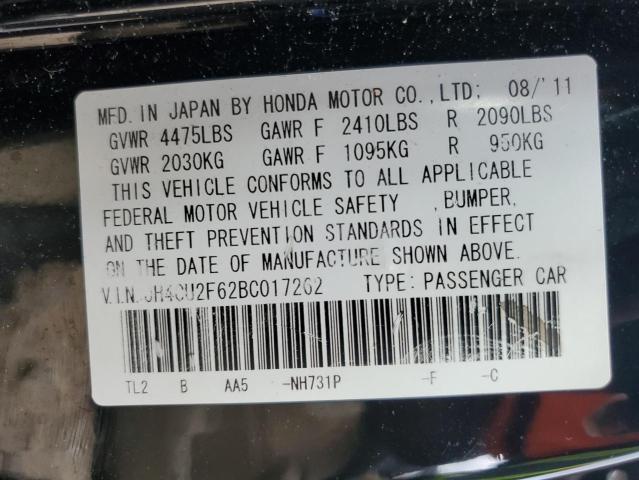 MFD. IN JAPAN BY HONDA MOTOR CO.,LTD; 08/'11
GVWR 4475LBS GAWR F 2410LBS R 2090LBS
GVWR 2030KG GAWR F 1095KG R 950KG
THIS VEHICLE CONFORMS TO ALL APPLICABLE
FEDERAL MOTOR VEHICLE SAFETY ,BUMPER,
AND THEFT PREVENTION STANDARDS IN EFFECT
ON THE DATE OF MANUFACTURE SHOWN ABOVE.
V.I.N. JH4CU2F62BC017262 TYPE: PASSENGER CAR
TL2 B AA5 -NH731P -F -C